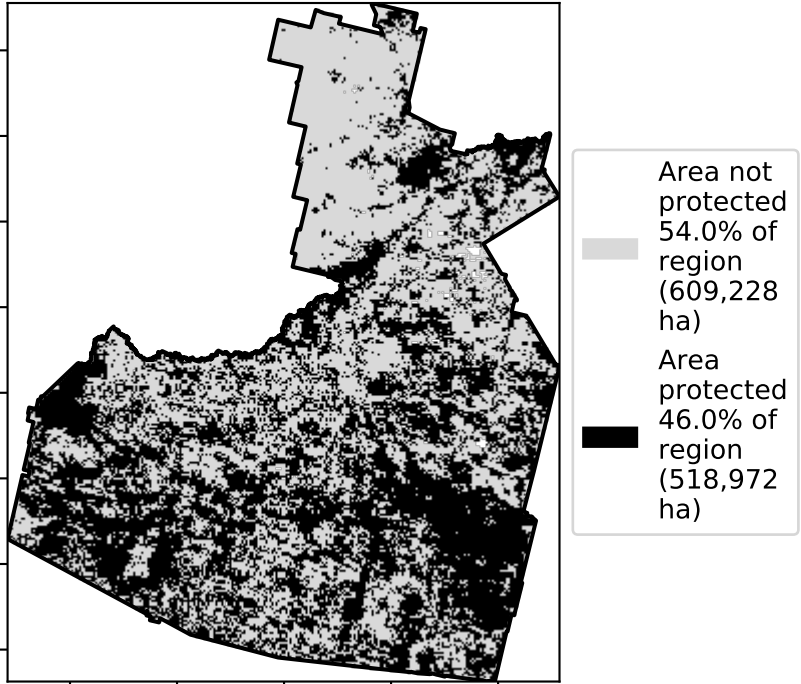 Area not
protected
54.0% of
region
(609,228
ha)
Area
protected
46.0% of
region
(518,972
ha)